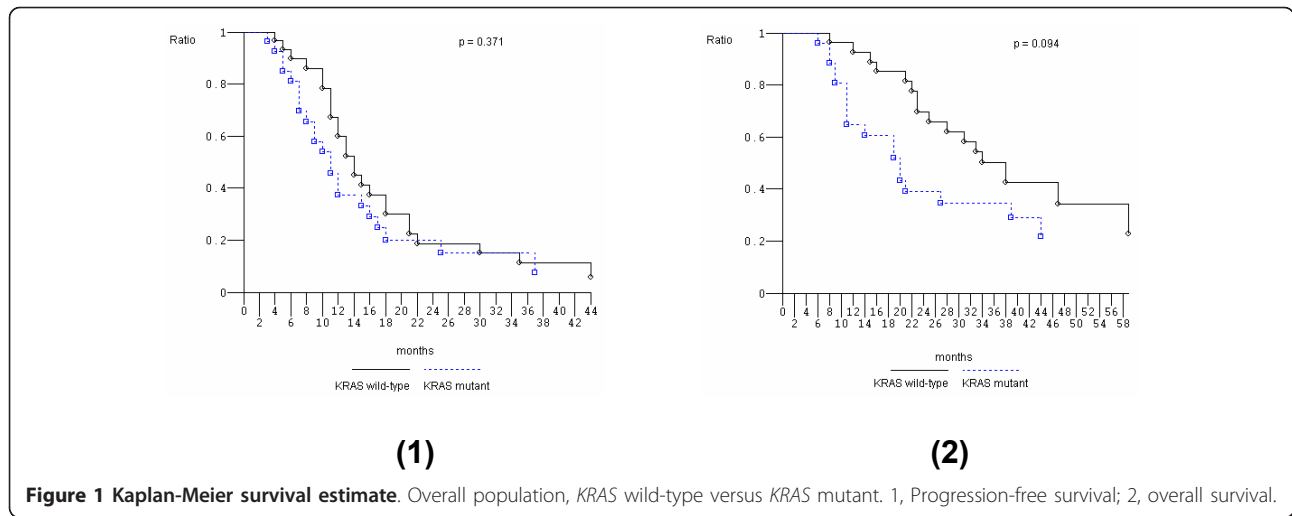 Ratio
p = 0.371
1
0.8
0.6
0.4
0.2
0
0 4 6 8 10 12 14 16 18 20 22 24 26 28 30 32 34 36 38 40 42 44
2
months
KRAS wild-type KRAS mutant
(1)
Ratio
p = 0.094
1
0.8
0.6
0.4
0.2
0
0 2 4 6 8 10 12 14 16 18 20 22 24 26 28 30 32 34 36 38 40 42 44 46 48 50 52 54 56 58
months
KRAS wild-type KRAS mutant
(2)
Figure 1 Kaplan-Meier survival estimate. Overall population, KRAS wild-type versus KRAS mutant. 1, Progression-free survival; 2, overall survival.